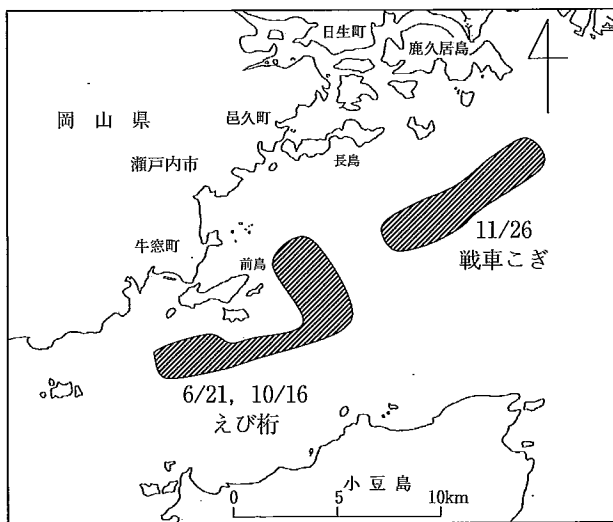 日生町
鹿久居島
岡山県
邑久町
長島
瀬戸内市
牛窓町
前島
11/26
戦車こぎ
6/21, 10/16
えび桁
小豆島
0 5 10km